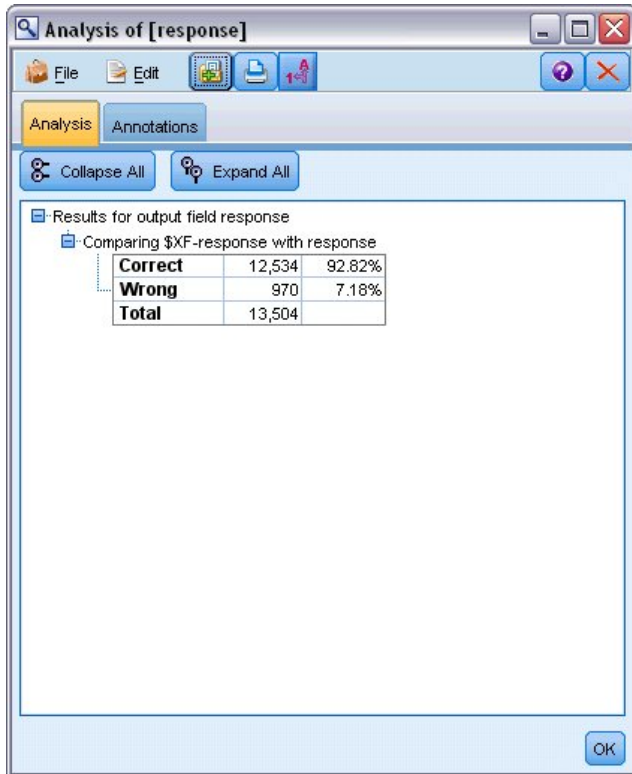 Analysis of [response]
File Edit
Analysis Annotations
Collapse All Expand All
Results for output field response
Comparing $XF-response with response
Correct 12,534 92.82%
Wrong 970 7.18%
Total 13,504
OK